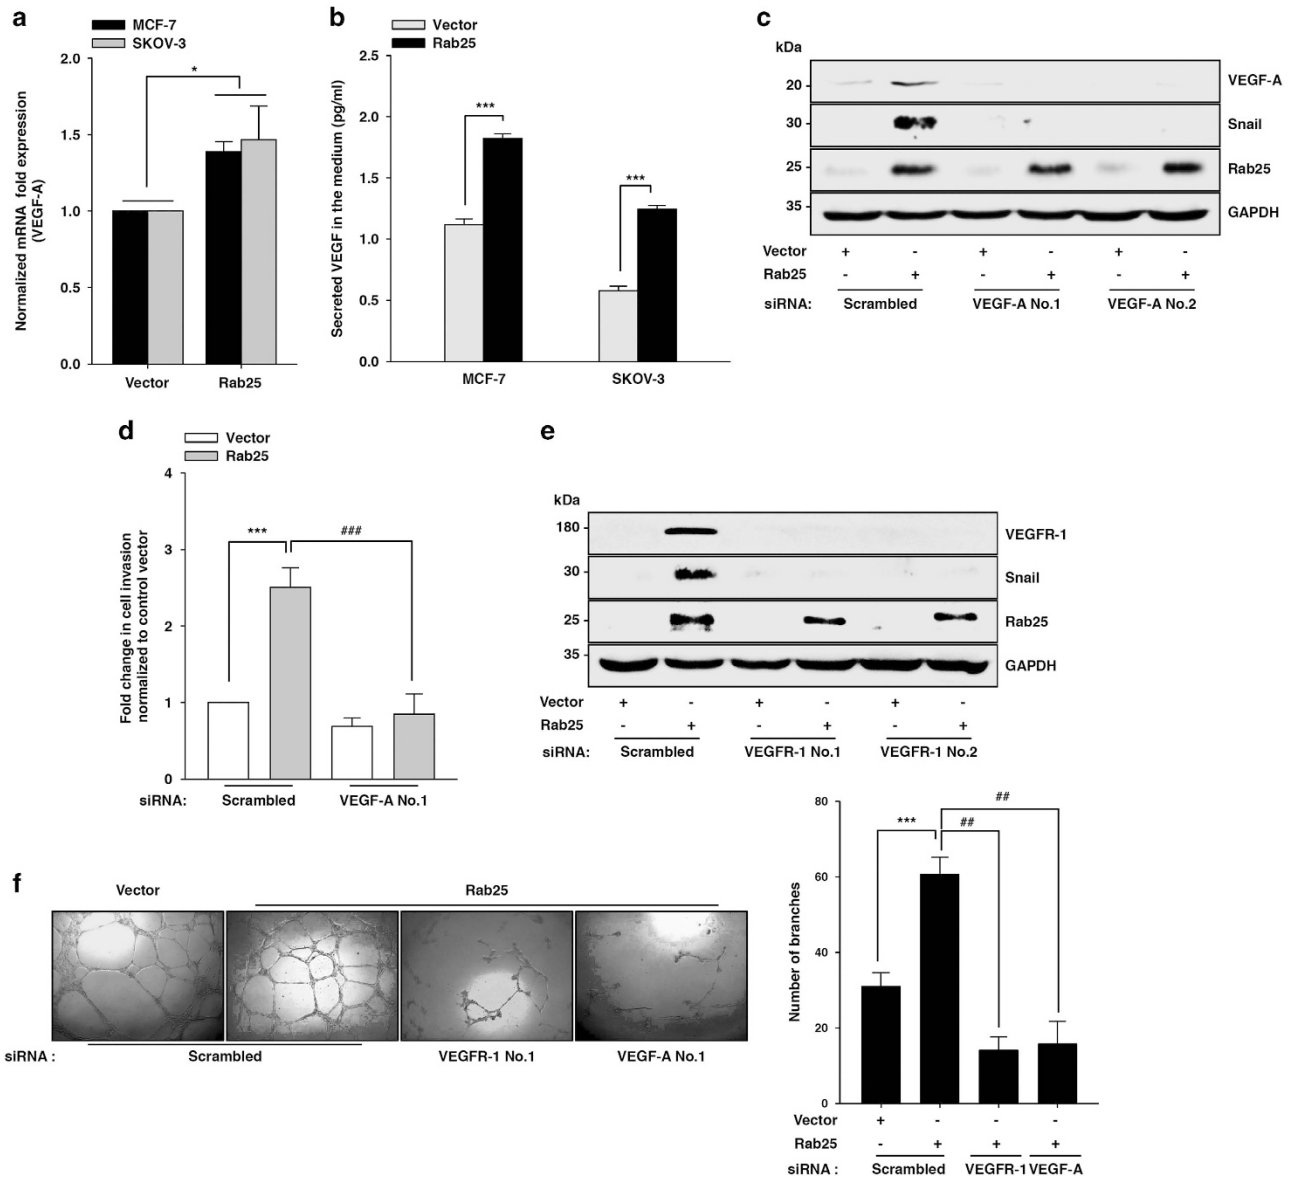 a
MCF-7
SKOV-3
Normalized mRNA fold expression
(VEGF-A)
2.0
1.5
1.0
0.5
0.0
*
Vector
Rab25
b
Vector
Rab25
Secreted VEGF in the medium (pg/ml)
2.5
2.0
1.5
1.0
0.5
0.0
***
***
MCF-7
SKOV-3
c
kDa
20
VEGF-A
30
Snail
25
Rab25
35
GAPDH
Vector + - + - + -
Rab25 - + - + - +
siRNA: Scrambled VEGF-A No.1 VEGF-A No.2
d
Vector
Rab25
Fold change in cell invasion
normalized to control vector
4
3
2
1
0
***
###
siRNA: Scrambled VEGF-A No.1
e
kDa
180
VEGFR-1
30
Snail
25
Rab25
35
GAPDH
Vector + - + - + -
Rab25 - + - + - +
siRNA: Scrambled VEGFR-1 No.1 VEGFR-1 No.2
f
Vector
Rab25
siRNA : Scrambled VEGFR-1 No.1 VEGF-A No.1
Number of branches
80
60
40
20
0
***
##
##
Vector + - - -
Rab25 - + + +
siRNA : Scrambled VEGFR-1 VEGF-A